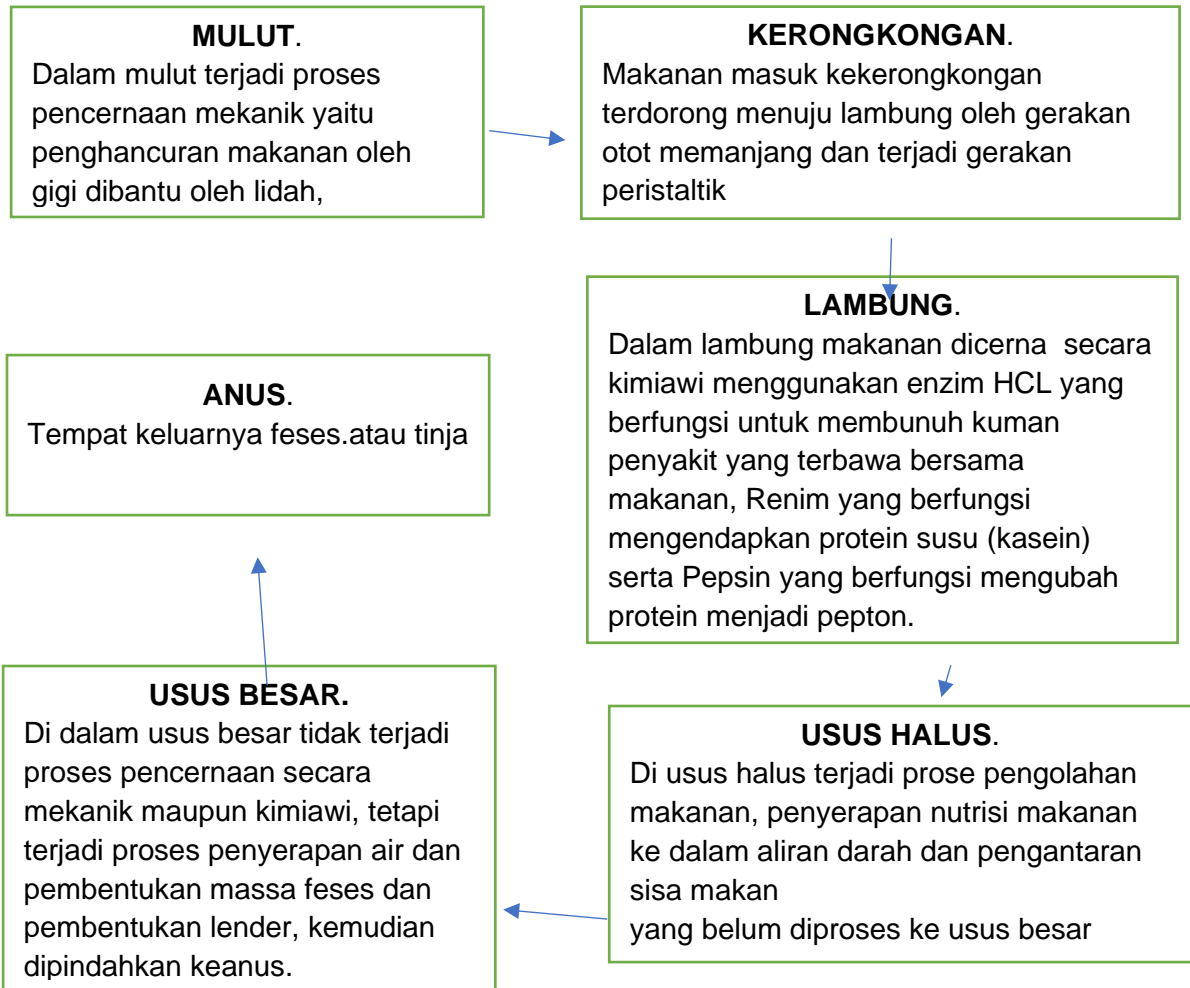 MULUT.
Dalam mulut terjadi proses
pencernaan mekanik yaitu
penghancuran makanan oleh
gigi dibantu oleh lidah,
KERONGKONGAN.
Makanan masuk kekerongkongan
terdorong menuju lambung oleh gerakan
otot memanjang dan terjadi gerakan
peristaltik
LAMBUNG.
Dalam lambung makanan dicerna  secara
kimiawi menggunakan enzim HCL yang
berfungsi untuk membunuh kuman
penyakit yang terbawa bersama
makanan, Renim yang berfungsi
mengendapkan protein susu (kasein)
serta Pepsin yang berfungsi mengubah
protein menjadi pepton.
USUS HALUS.
Di usus halus terjadi prose pengolahan
makanan, penyerapan nutrisi makanan
ke dalam aliran darah dan pengantaran
sisa makan
yang belum diproses ke usus besar
USUS BESAR.
Di dalam usus besar tidak terjadi
proses pencernaan secara
mekanik maupun kimiawi, tetapi
terjadi proses penyerapan air dan
pembentukan massa feses dan
pembentukan lender, kemudian
dipindahkan keanus.
ANUS.
Tempat keluarnya feses.atau tinja